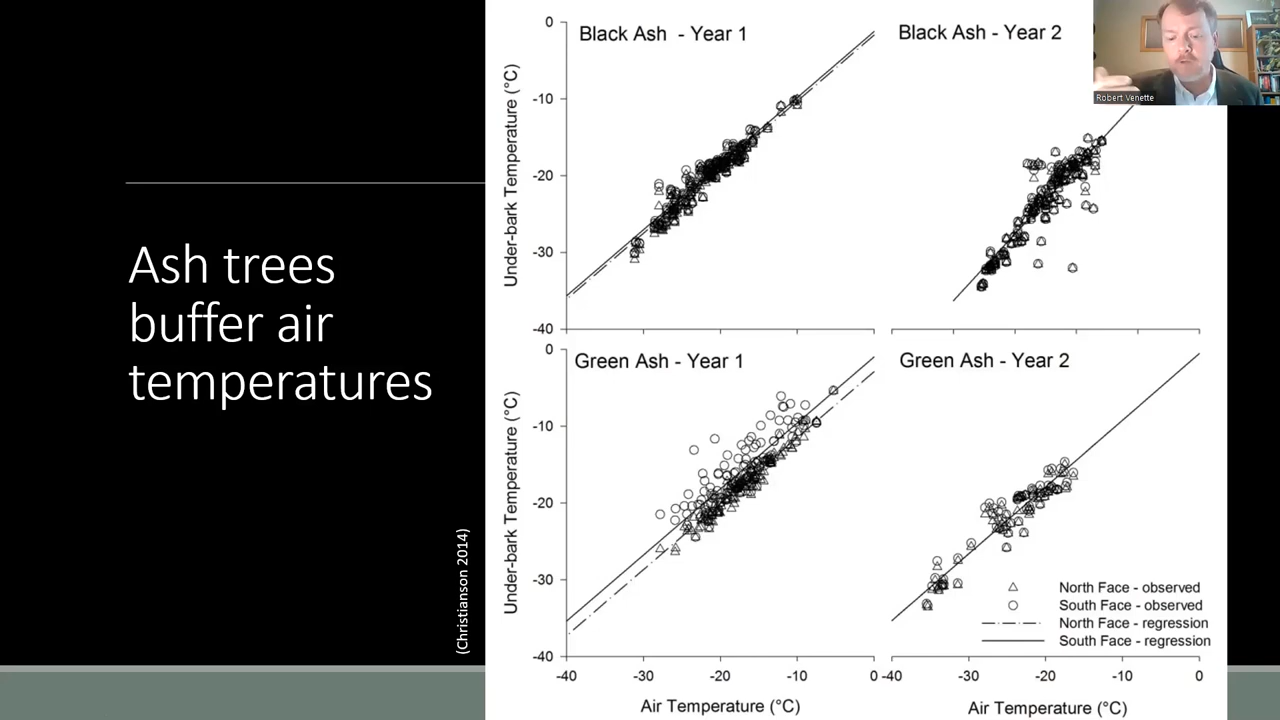 Ash trees
buffer air
temperatures
(Christianson 2014)
Black Ash - Year 1
Black Ash - Year 2
Robert Venette
Under-bark Temperature (°C)
0
-10
-20
-30
-40
Green Ash - Year 1
Green Ash - Year 2
Under-bark Temperature (°C)
0
-10
-20
-30
-40
North Face - observed
South Face - observed
North Face - regression
South Face - regression
-40 -30 -20 -10 0
-40 -30 -20 -10 0
Air Temperature (°C)
Air Temperature (°C)